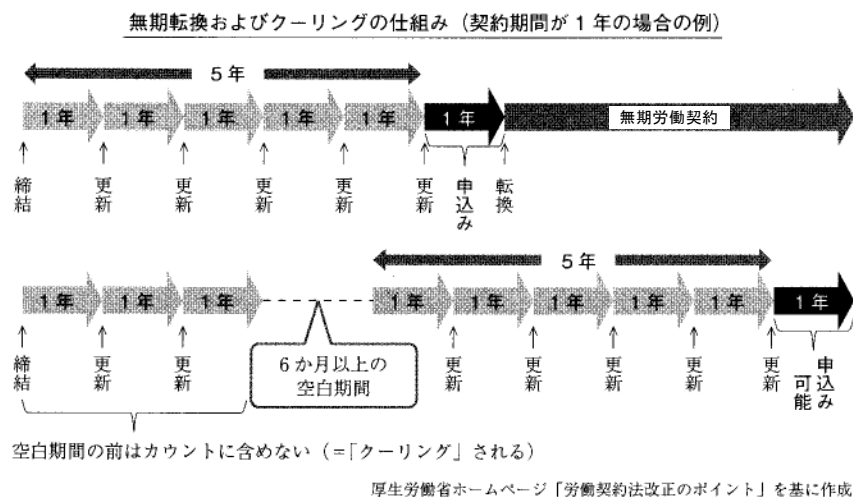 無期転換およびクーリングの仕組み（契約期間が1年の場合の例）
5年
1年 1年 1年 1年 1年 1年 無期労働契約
締結 更新 更新 更新 更新 更新 申込み 転換
5年
1年 1年 1年 1年 1年 1年 1年 1年 1年
締結 更新 更新 6か月以上の 更新 更新 更新 更新 更新 申込み
空白期間 可能
空白期間の前はカウントに含めない（=「クーリング」される）
厚生労働省ホームページ「労働契約法改正のポイント」を基に作成